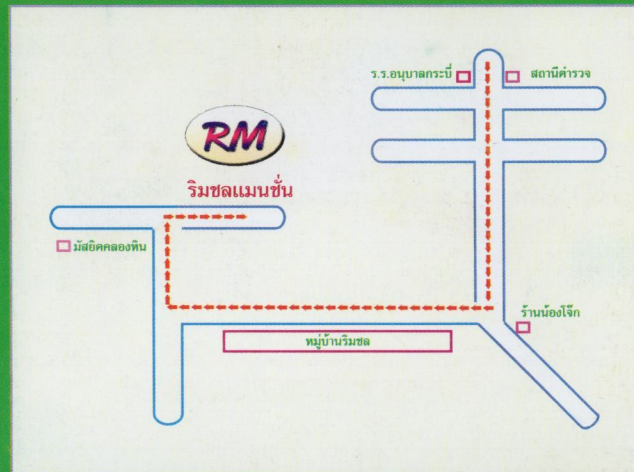 ร.ร.อนุบาลกระบี่
สถานีตำรวจ
RM
ริมชลแมนชั่น
มัสยิดคลองหิน
ร้านน้องโจ๊ก
หมู่บ้านริมชล